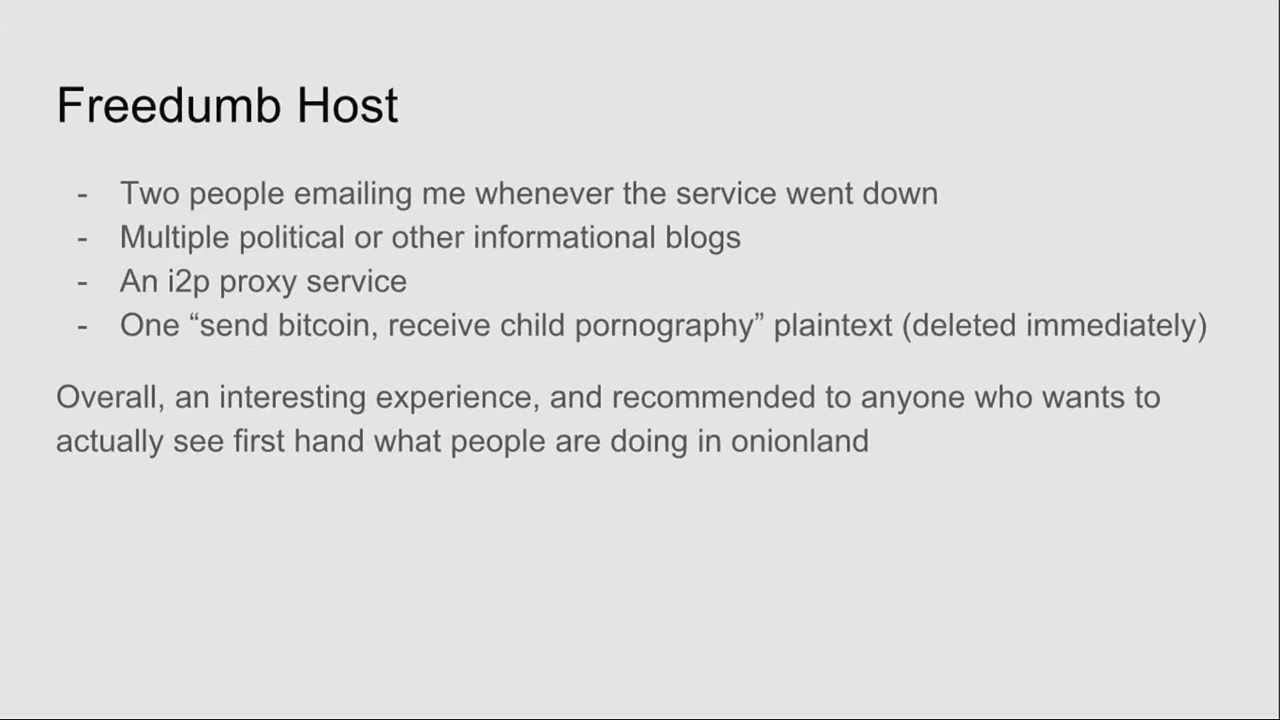 Freedumb Host
- Two people emailing me whenever the service went down
- Multiple political or other informational blogs
- An i2p proxy service
- One “send bitcoin, receive child pornography” plaintext (deleted immediately)
Overall, an interesting experience, and recommended to anyone who wants to
actually see first hand what people are doing in onionland